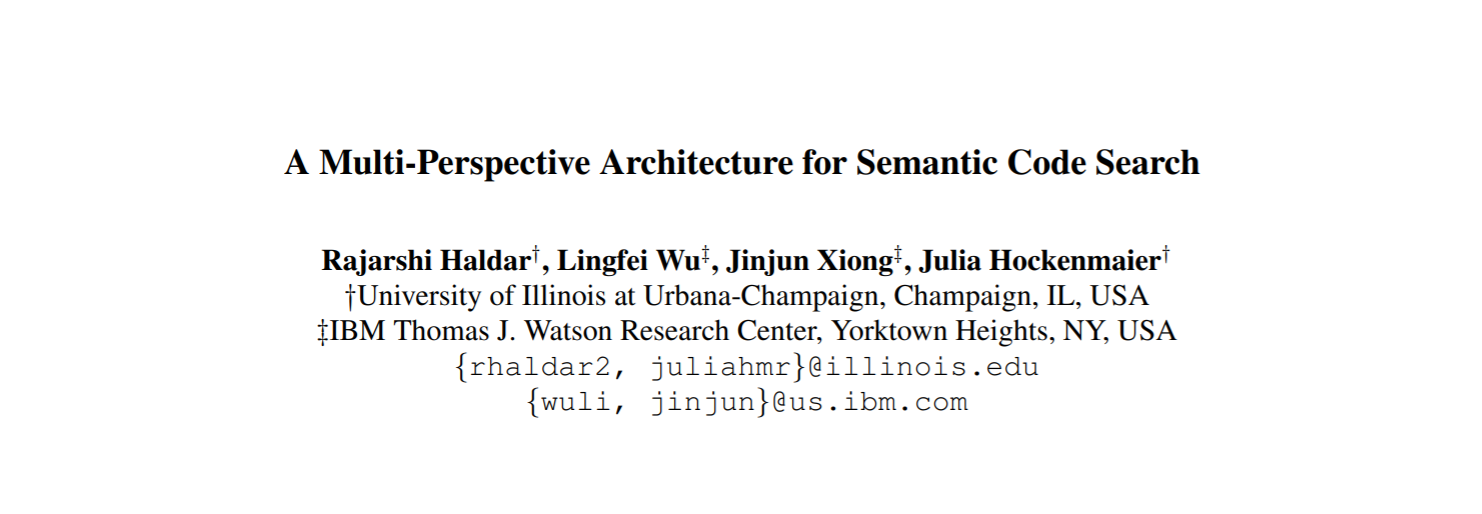 A Multi-Perspective Architecture for Semantic Code Search
Rajarshi Haldar†, Lingfei Wu‡, Jinjun Xiong‡, Julia Hockenmaier†
†University of Illinois at Urbana-Champaign, Champaign, IL, USA
‡IBM Thomas J. Watson Research Center, Yorktown Heights, NY, USA
{rhaldar2, juliahmr}@illinois.edu
{wuli, jinjun}@us.ibm.com